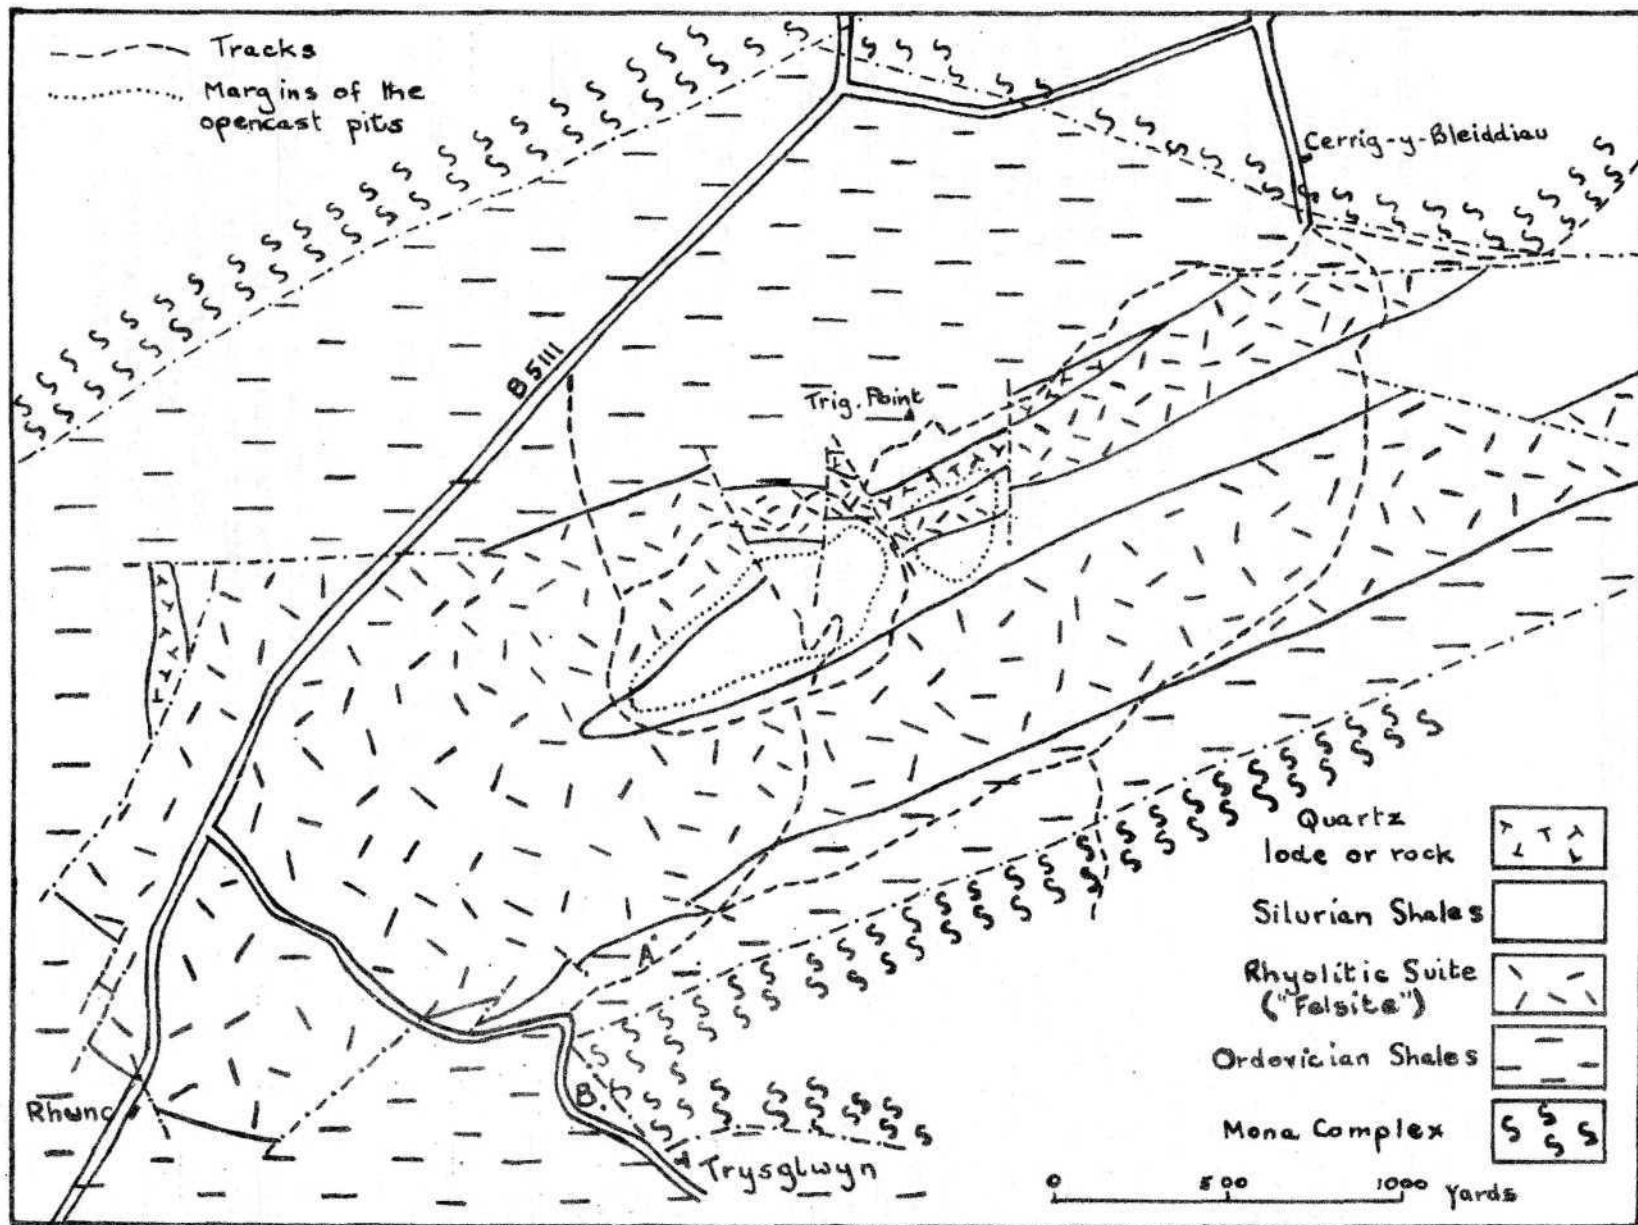 Tracks
Margins of the
opencast pits
Cerrig-y-Bleiddiau
B5111
Trig. Point
Quartz
lode or rock
Silurian Shales
Rhyolitic Suite
("Felsite")
Ordovician Shales
Mona Complex
A
B.
Rhwnc
Trysglwyn
0 500 1000 Yards